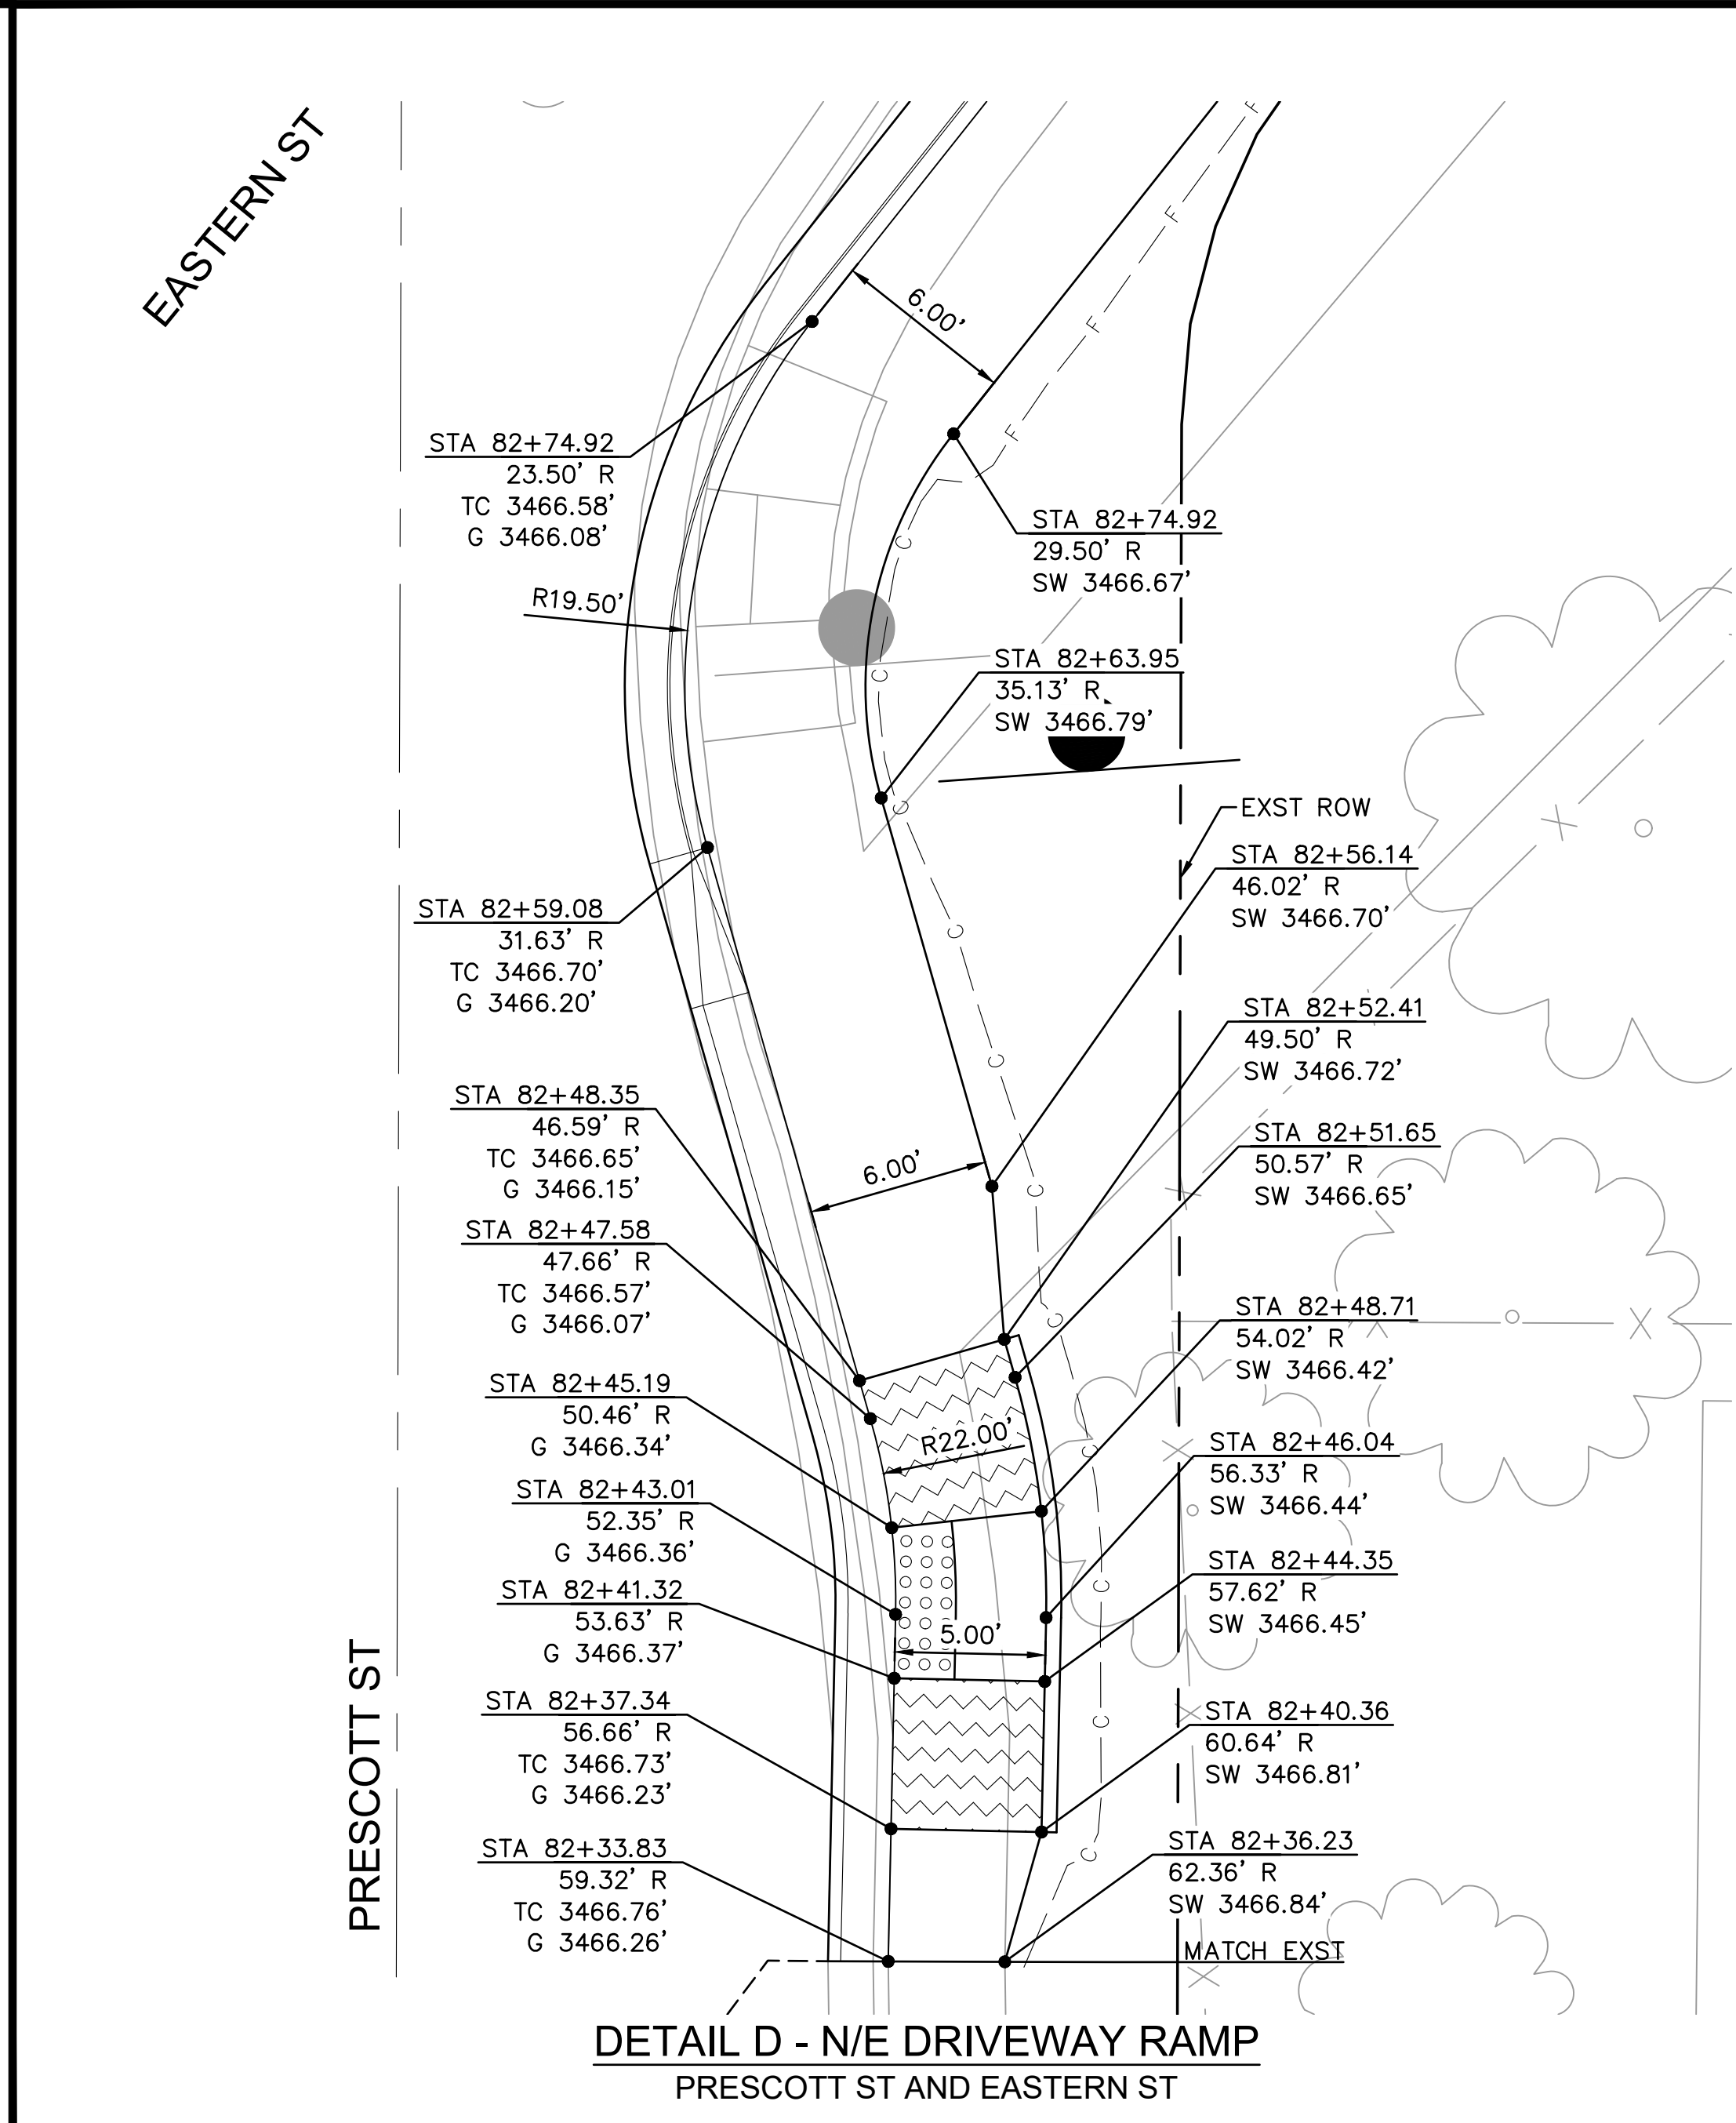 EASTERN ST
6.00'
STA 82+74.92
23.50' R
TC 3466.58'
G 3466.08'
STA 82+74.92
29.50' R
SW 3466.67'
R19.50'
STA 82+63.95
35.13' R
SW 3466.79'
EXST ROW
STA 82+56.14
46.02' R
SW 3466.70'
STA 82+59.08
31.63' R
TC 3466.70'
G 3466.20'
STA 82+52.41
49.50' R
SW 3466.72'
STA 82+48.35
46.59' R
TC 3466.65'
G 3466.15'
6.00'
STA 82+51.65
50.57' R
SW 3466.65'
STA 82+47.58
47.66' R
TC 3466.57'
G 3466.07'
STA 82+48.71
54.02' R
SW 3466.42'
STA 82+45.19
50.46' R
G 3466.34'
R22.00'
STA 82+46.04
56.33' R
SW 3466.44'
STA 82+43.01
52.35' R
G 3466.36'
STA 82+44.35
57.62' R
SW 3466.45'
STA 82+41.32
53.63' R
G 3466.37'
5.00'
PRESCOTT ST
STA 82+37.34
56.66' R
TC 3466.73'
G 3466.23'
STA 82+40.36
60.64' R
SW 3466.81'
STA 82+33.83
59.32' R
TC 3466.76'
G 3466.26'
STA 82+36.23
62.36' R
SW 3466.84'
MATCH EXST
F
F
F
F
C
C
C
C
C
C
C
C
C
C
C
DETAIL D - N/E DRIVEWAY RAMP
PRESCOTT ST AND EASTERN ST